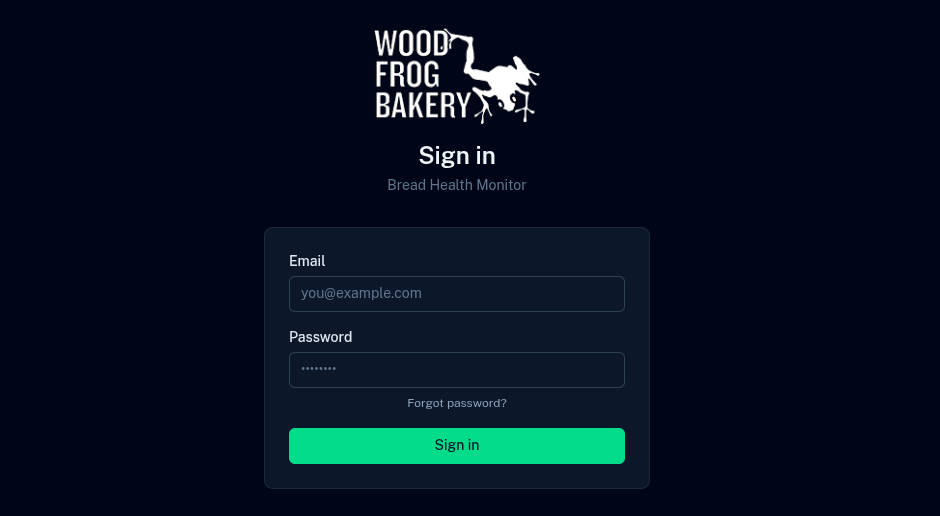 WOOD
FROG
BAKERY
Sign in
Bread Health Monitor
Email
you@example.com
Password
••••••••
Forgot password?
Sign in